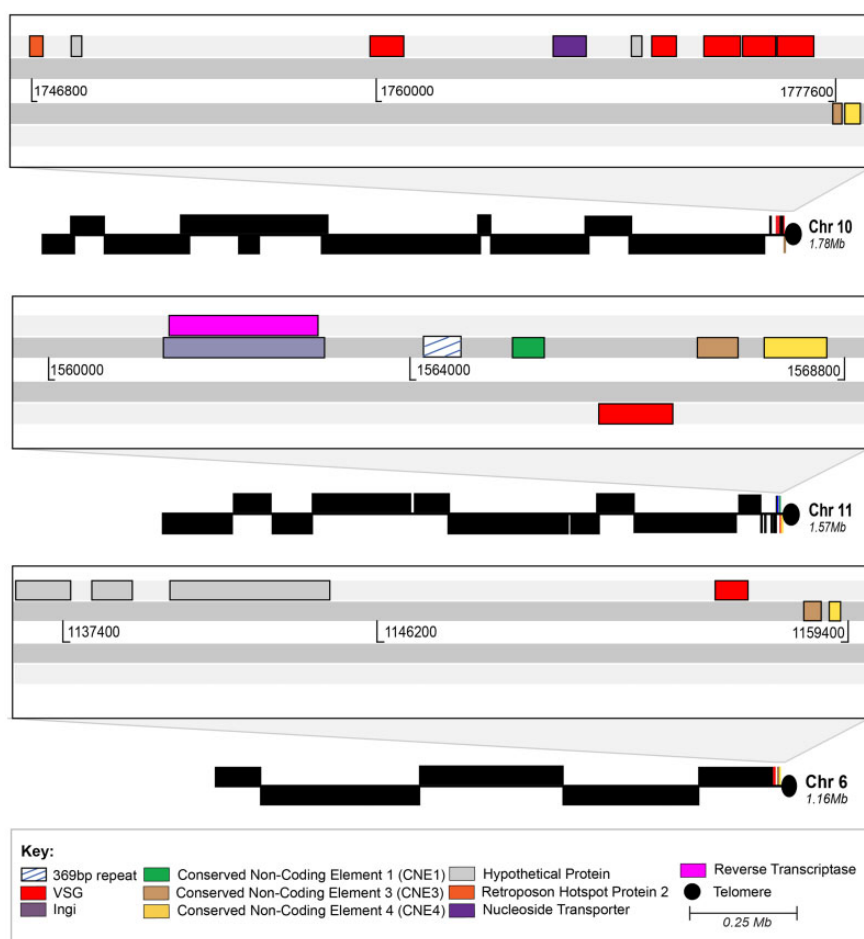 1746800 1760000 1777600
Chr 10
1.78Mb
1560000 1564000 1568800
Chr 11
1.57Mb
1137400 1146200 1159400
Chr 6
1.16Mb
Key:
369bp repeat Conserved Non-Coding Element 1 (CNE1) Hypothetical Protein Reverse Transcriptase
VSG Conserved Non-Coding Element 3 (CNE3) Retroposon Hotspot Protein 2 Telomere
Ingi Conserved Non-Coding Element 4 (CNE4) Nucleoside Transporter
0.25 Mb